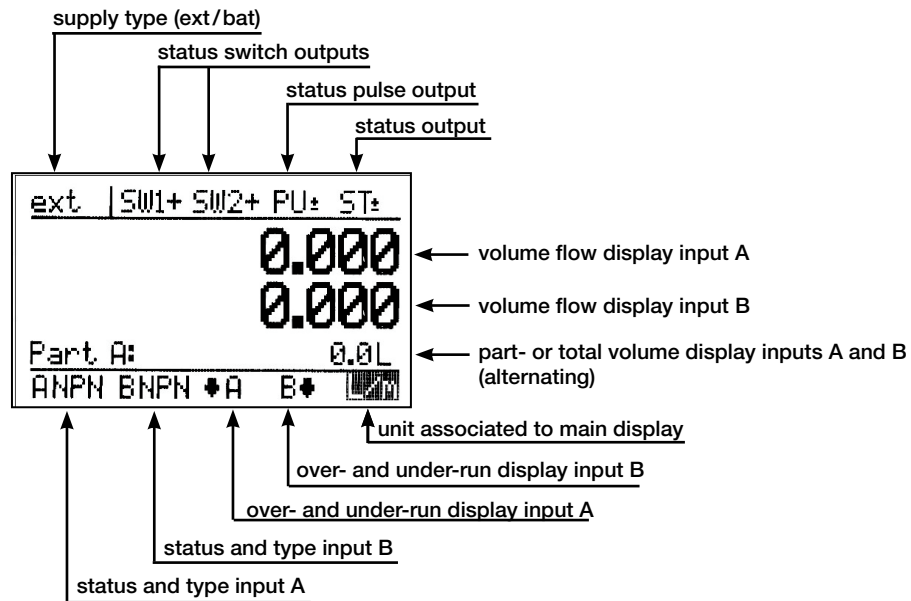 supply type (ext/bat)
status switch outputs
status pulse output
status output
ext SW1+ SW2+ PU± ST±
0.000
volume flow display input A
0.000
volume flow display input B
Part A: 0.0L
part- or total volume display inputs A and B
(alternating)
ANPN BNPN A B
unit associated to main display
over- and under-run display input B
over- and under-run display input A
status and type input B
status and type input A